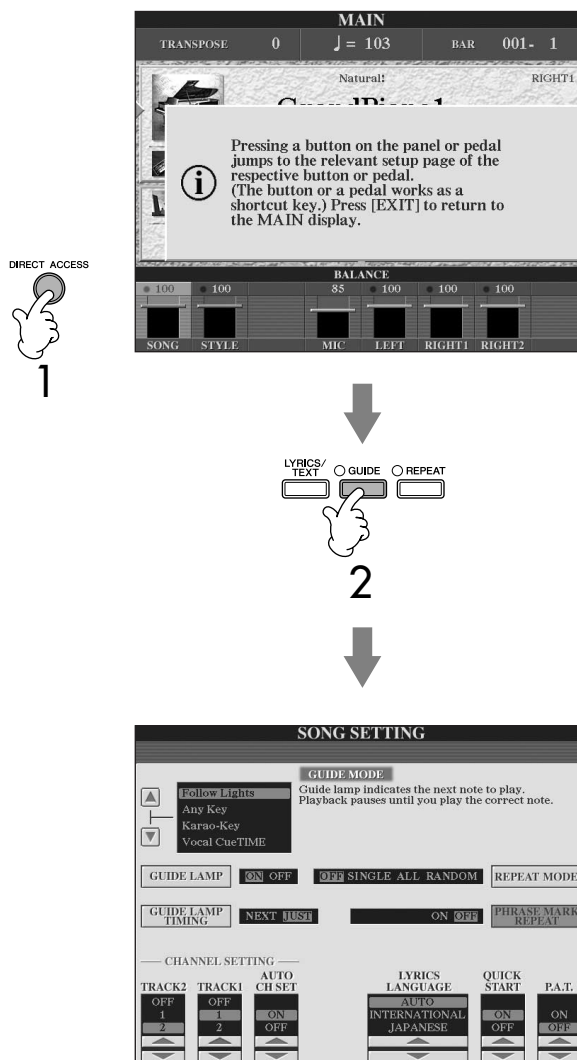 MAIN
TRANSPOSE 0 ♩ = 103 BAR 001- 1
Natural! RIGHT1
GrandPiano1
Pressing a button on the panel or pedal
jumps to the relevant setup page of the
respective button or pedal.
(The button or a pedal works as a
shortcut key.) Press [EXIT] to return to
the MAIN display.
DIRECT ACCESS
1
BALANCE
100 100 85 100 100 100
SONG STYLE MIC LEFT RIGHT1 RIGHT2
LYRICS/
TEXT GUIDE REPEAT
2
SONG SETTING
GUIDE MODE
Guide lamp indicates the next note to play.
Playback pauses until you play the correct note.
Follow Lights
Any Key
Karao-Key
Vocal CueTIME
GUIDE LAMP ON OFF OFF SINGLE ALL RANDOM REPEAT MODE
GUIDE LAMP
TIMING NEXT JUST ON OFF PHRASE MARK
REPEAT
CHANNEL SETTING
TRACK2 TRACK1 AUTO
CH SET LYRICS
LANGUAGE QUICK
START P.A.T.
OFF OFF AUTO
1 1 ON INTERNATIONAL ON ON
2 2 OFF JAPANESE OFF OFF